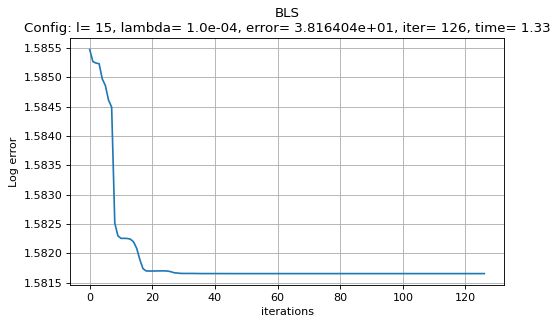 BLS
Config: l= 15, lambda= 1.0e-04, error= 3.816404e+01, iter= 126, time= 1.33
1.5855
1.5850
1.5845
1.5840
1.5835
1.5830
1.5825
1.5820
1.5815
Log error
0 20 40 60 80 100 120
iterations